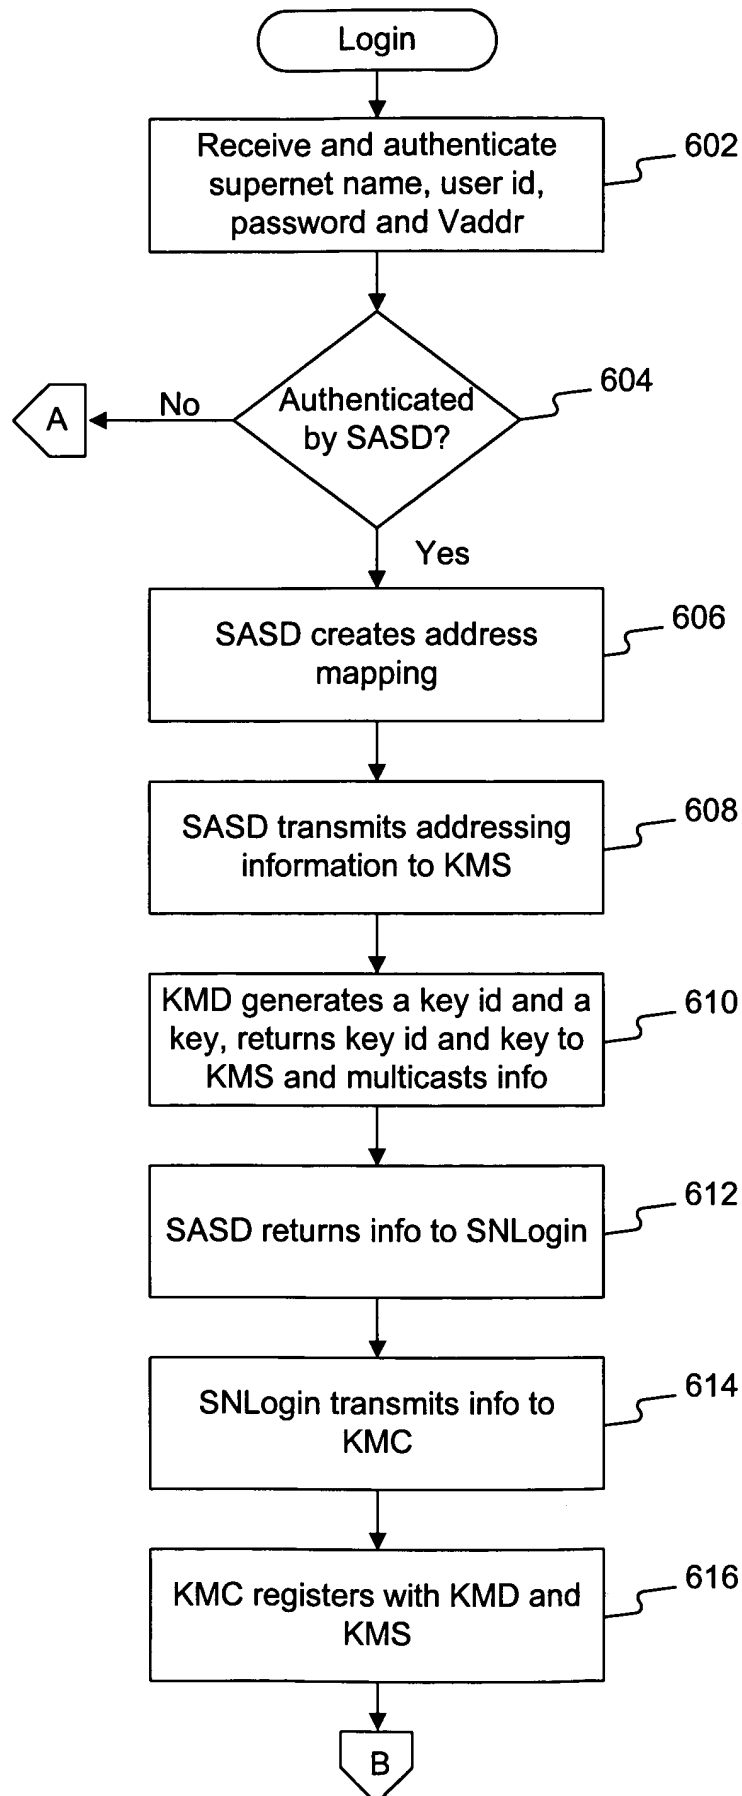 Login
Receive and authenticate
supernet name, user id,
password and Vaddr
602
Authenticated
by SASD?
604
No
A
Yes
SASD creates address
mapping
606
SASD transmits addressing
information to KMS
608
KMD generates a key id and a
key, returns key id and key to
KMS and multicasts info
610
SASD returns info to SNLogin
612
SNLogin transmits info to
KMC
614
KMC registers with KMD and
KMS
616
B